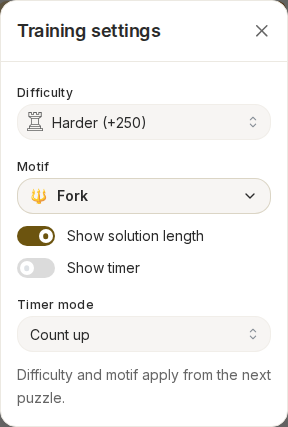 Training settings
Difficulty
Harder (+250)
Motif
Fork
Show solution length
Show timer
Timer mode
Count up
Difficulty and motif apply from the next
puzzle.